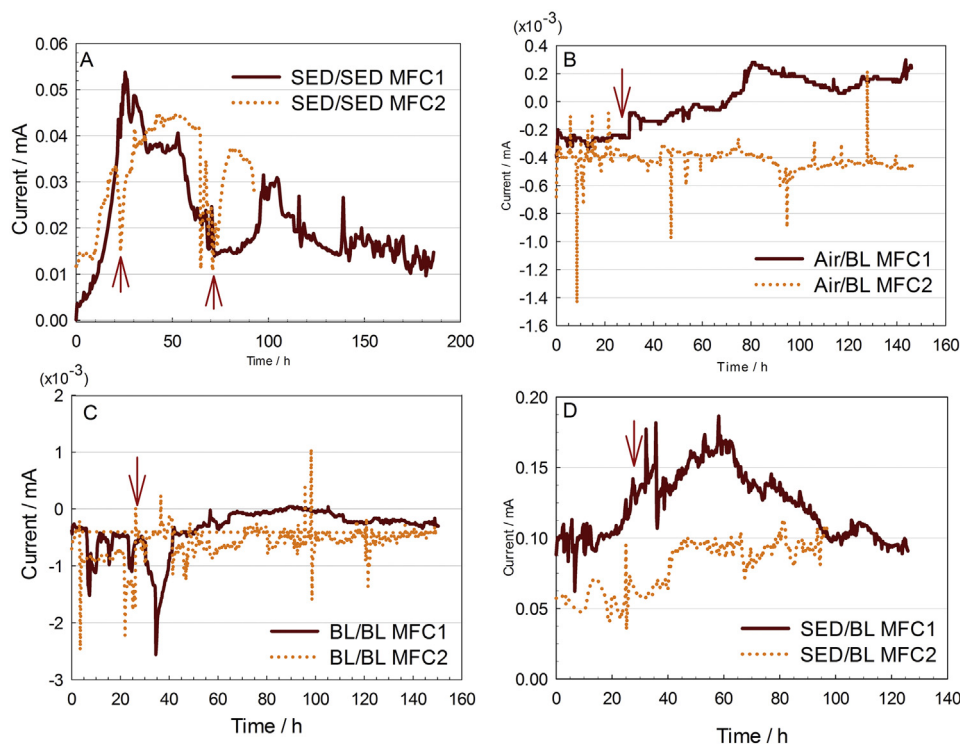 A
SED/SED MFC1
SED/SED MFC2
0.06
0.05
0.04
0.03
0.02
0.01
0.00
Current / mA
0 50 100 150 200
Time / h
(x10⁻³)
B
0.4
0.2
0.0
-0.4
-0.6
-0.8
-1.0
-1.2
-1.4
-1.6
Current / mA
Air/BL MFC1
Air/BL MFC2
0 20 40 60 80 100 120 140 160
Time / h
(x10⁻³)
C
2
1
0
-1
-2
-3
Current / mA
BL/BL MFC1
BL/BL MFC2
0 20 40 60 80 100 120 140 160
Time / h
D
0.20
0.15
0.10
0.05
0.00
Current / mA
SED/BL MFC1
SED/BL MFC2
0 20 40 60 80 100 120 140
Time / h